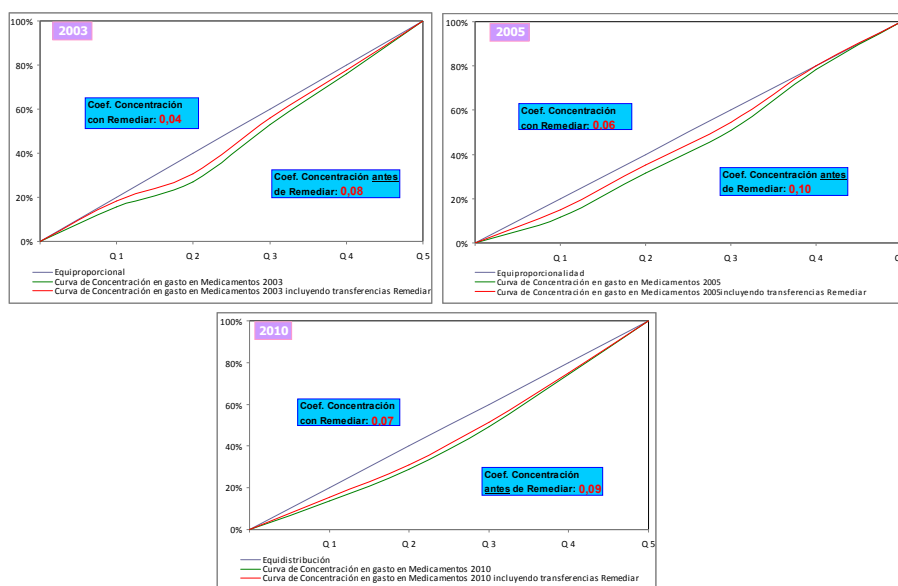 2003
100%
80%
60%
40%
20%
0%
Coef. Concentración
con Remediar: 0,04
Coef. Concentración antes
de Remediar: 0,08
Q 1 Q 2 Q 3 Q 4 Q 5
Equiproporcional
Curva de Concentración en gasto en Medicamentos 2003
Curva de Concentración en gasto en Medicamentos 2003 incluyendo transferencias Remediar
2005
100%
80%
60%
40%
20%
0%
Coef. Concentración
con Remediar: 0,06
Coef. Concentración antes
de Remediar: 0,10
Q 1 Q 2 Q 3 Q 4
Equiproporcionalidad
Curva de Concentración en gasto en Medicamentos 2005
Curva de Concentración en gasto en Medicamentos 2005incluyendo transferencias Remediar
2010
100%
80%
60%
40%
20%
0%
Coef. Concentración
con Remediar: 0,07
Coef. Concentración
antes de Remediar: 0,09
Q 1 Q 2 Q 3 Q 4 Q 5
Equidistribución
Curva de Concentración en gasto en Medicamentos 2010
Curva de Concentración en gasto en Medicamentos 2010 incluyendo transferencias Remediar